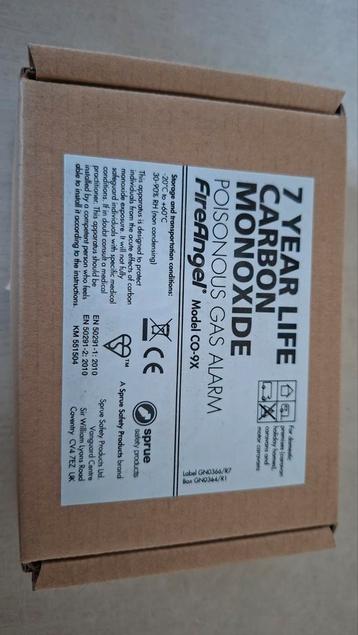 7 YEAR LIFE
CARBON
MONOXIDE
POISONOUS GAS ALARM
FireAngel® Model CO-9X
For domestic
premises (caravan
holiday homes),
caravans and
motor caravans
Storage and transportation conditions:
-20°C to +60°C
30-90% RH (non condensing)
This apparatus is designed to protect
individuals from the acute effects of carbon
monoxide exposure. It will not fully
safeguard individuals with specific medical
conditions. If in doubt consult a medical
practitioner. This apparatus should be
installed by a competent person who feels
able to install it according to the instructions.
CE
EN 50291-1: 2010
EN 50291-2: 2010
KM 551504
sprue
safety products
A Sprue Safety Products brand
Sprue Safety Products Ltd
Vanguard Centre
Sir William Lyons Road
Coventry CV4 7EZ UK
Label GN0366/R7
Box GN0364/R1